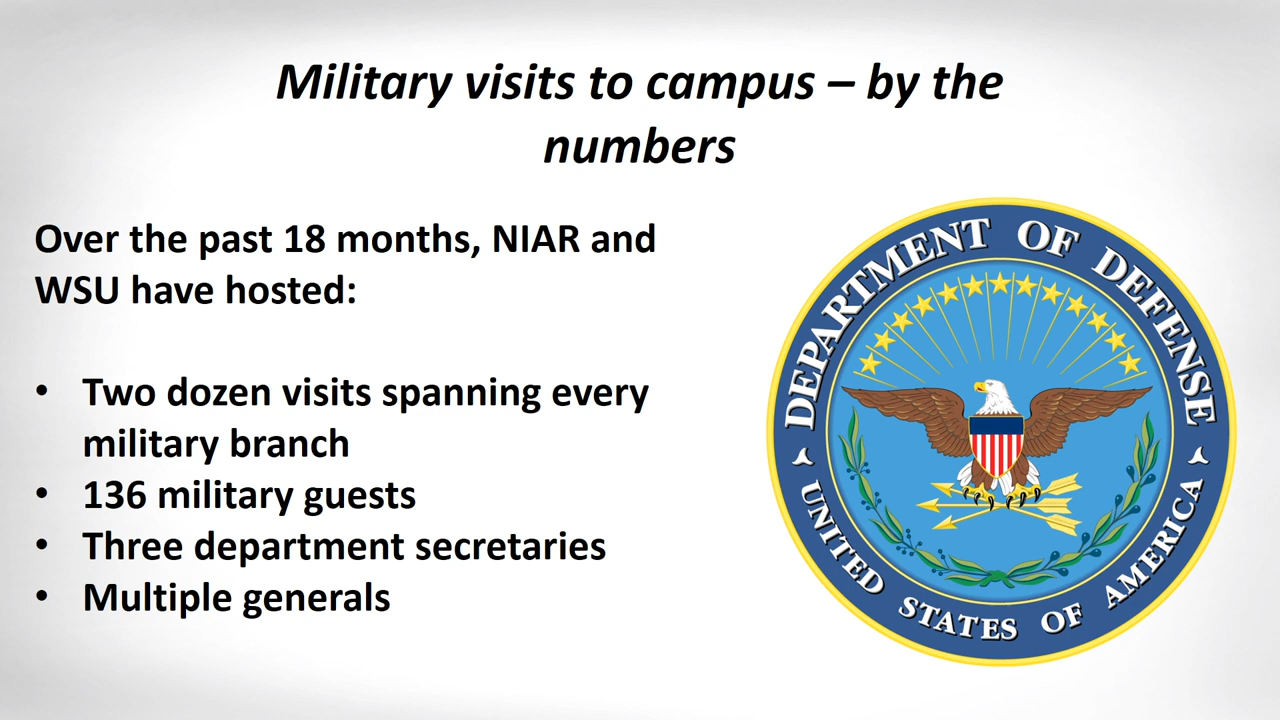 Military visits to campus – by the
numbers
Over the past 18 months, NIAR and
WSU have hosted:
• Two dozen visits spanning every
military branch
• 136 military guests
• Three department secretaries
• Multiple generals
DEPARTMENT OF DEFENSE
UNITED STATES OF AMERICA